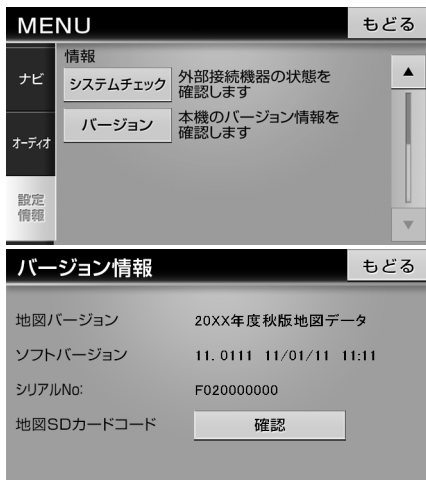 MENU もどる
情報
ナビ
システムチェック 外部接続機器の状態を
確認します
オーディオ
バージョン 本機のバージョン情報を
確認します
設定
情報
バージョン情報 もどる
地図バージョン 20XX年度秋版地図データ
ソフトバージョン 11.0111 11/01/11 11:11
シリアルNo: F020000000
地図SDカードコード 確認